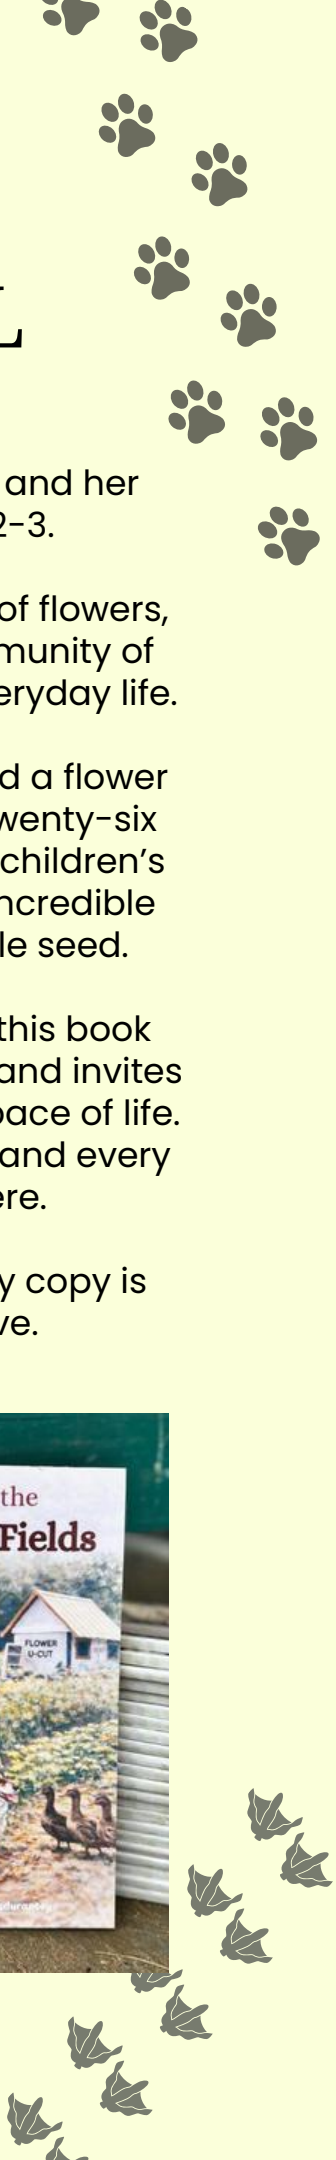 L
and her
2-3.
of flowers,
munity of
eryday life.
d a flower
wenty-six
children's
ncredible
le seed.
this book
and invites
pace of life.
and every
ere.
y copy is
ve.
the
Fields
FLOWER
U-CUT